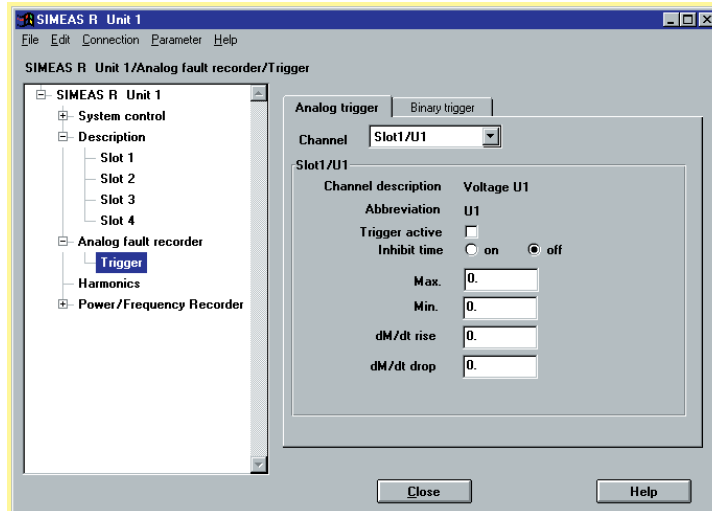 SIMEAS R Unit 1
File Edit Connection Parameter Help
SIMEAS R Unit 1/Analog fault recorder/Trigger
SIMEAS R Unit 1
System control
Description
Slot 1
Slot 2
Slot 3
Slot 4
Analog fault recorder
Trigger
Harmonics
Power/Frequency Recorder
Analog trigger Binary trigger
Channel Slot1/U1
Slot1/U1
Channel description Voltage U1
Abbreviation U1
Trigger active
Inhibit time on off
Max. 0.
Min. 0.
dM/dt rise 0.
dM/dt drop 0.
Close Help